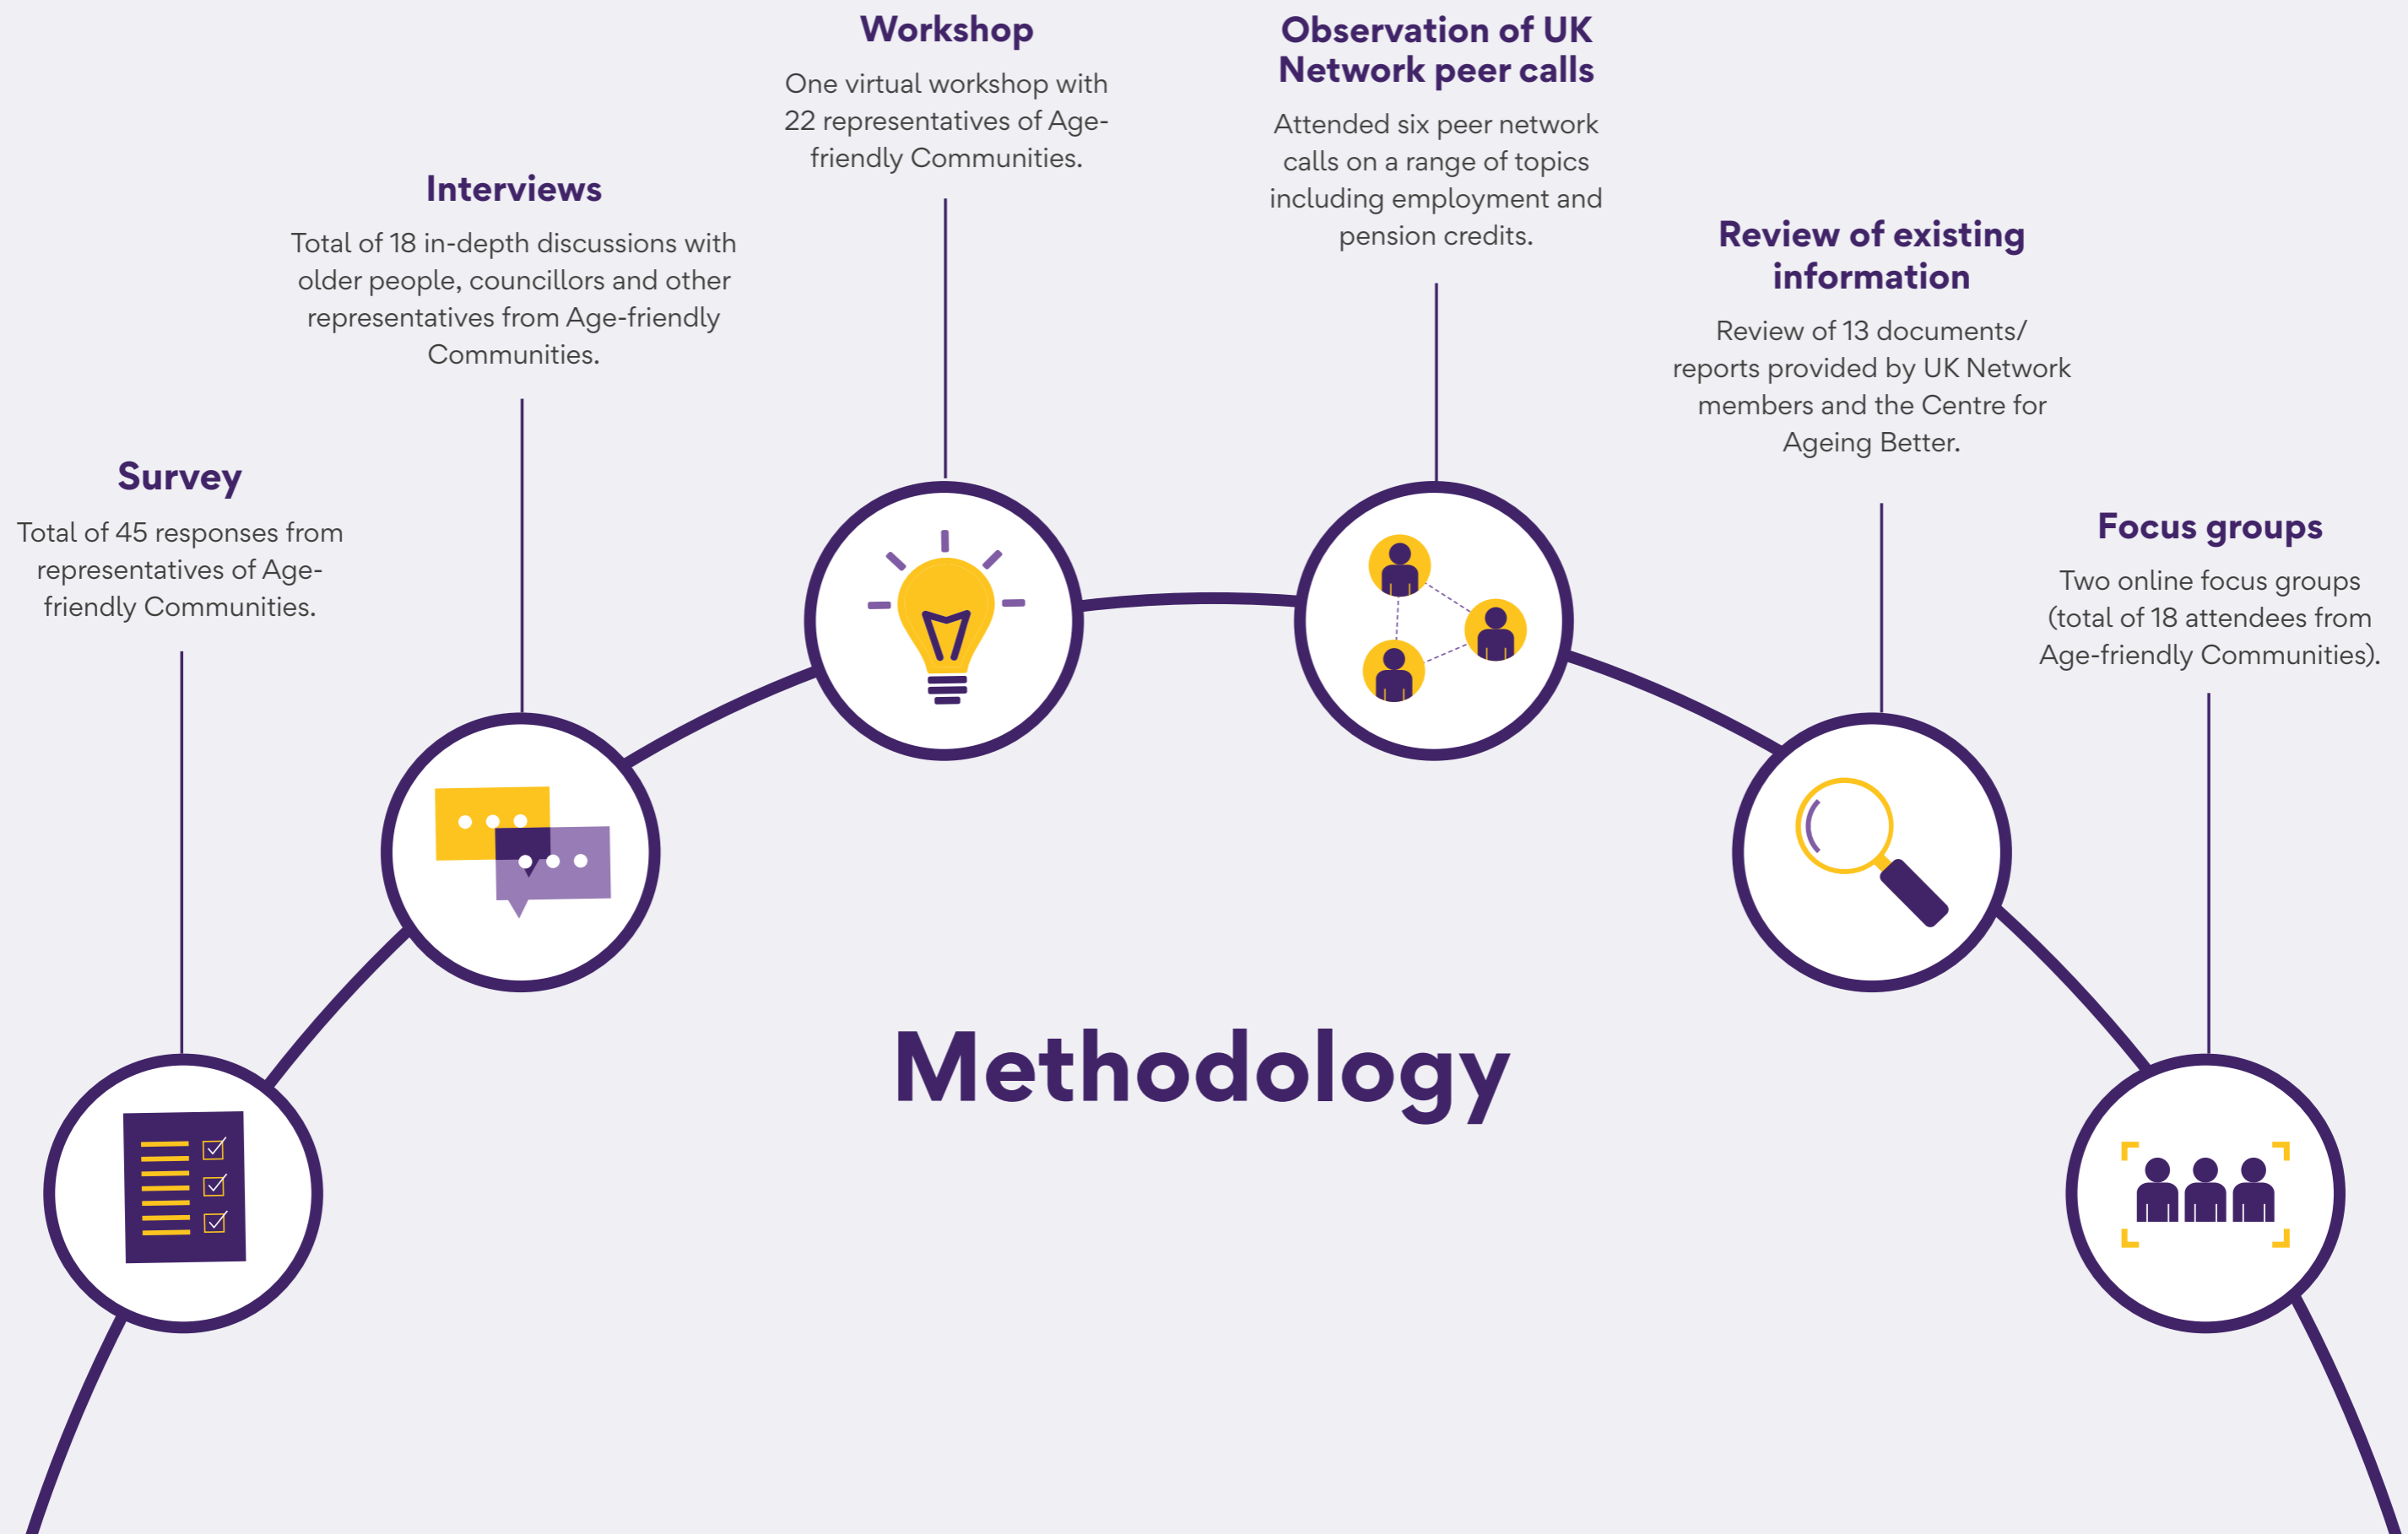 Survey
Total of 45 responses from
representatives of Age-
friendly Communities.
Interviews
Total of 18 in-depth discussions with
older people, councillors and other
representatives from Age-friendly
Communities.
Workshop
One virtual workshop with
22 representatives of Age-
friendly Communities.
Observation of UK
Network peer calls
Attended six peer network
calls on a range of topics
including employment and
pension credits.
Review of existing
information
Review of 13 documents/
reports provided by UK Network
members and the Centre for
Ageing Better.
Focus groups
Two online focus groups
(total of 18 attendees from
Age-friendly Communities).
Methodology